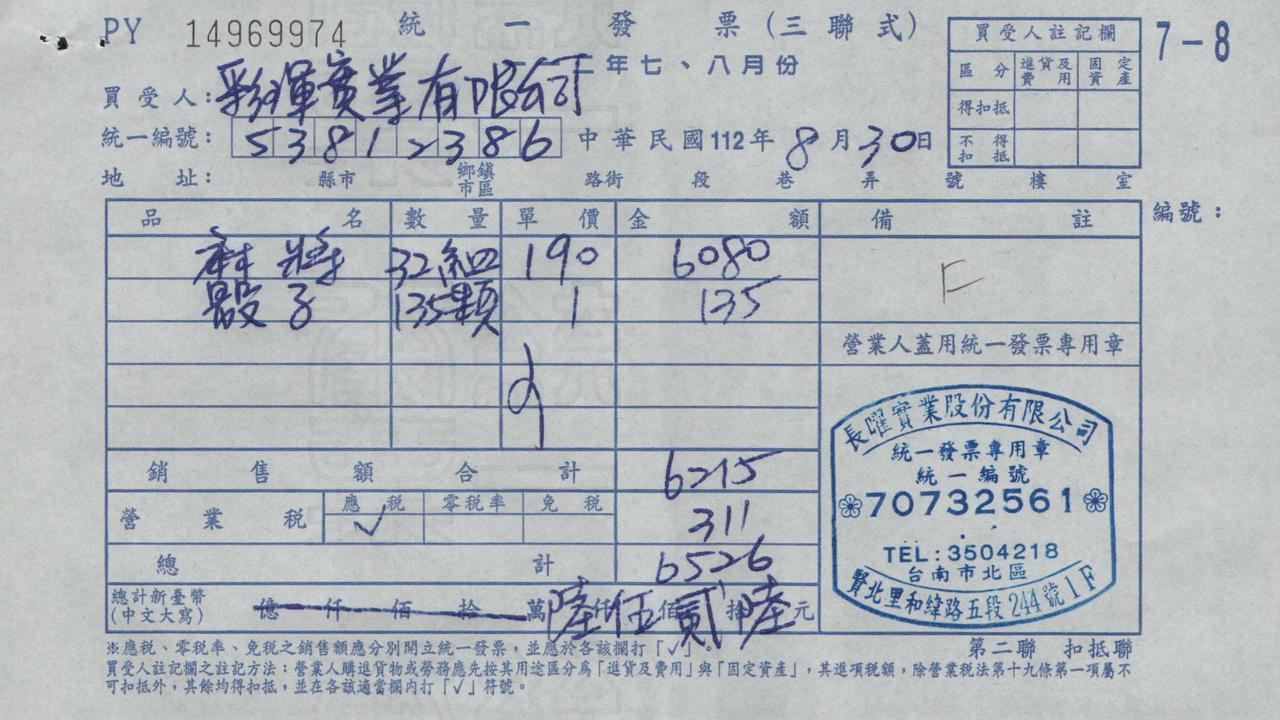 PY 14969974 統一發票(三聯式) 7-8
年七、八月份
買受人註記欄
區分 進貨及費用 固定資產
得扣抵
不得扣抵
買受人:彩暉實業有限公司
統一編號: 53812386 中華民國112年8月30日
地址: 縣市 鄉鎮市區 路街 段 巷 弄 號 樓 室
品名 數量 單價 金額 備註 編號:
麻將 32組 190 6080 F
骰子 135顆 1 135
營業人蓋用統一發票專用章
銷售額合計 6215
營業稅 應稅 ✓ 零稅率 免稅 311
總計 6526
總計新臺幣(中文大寫) 億仟佰拾萬陸仟伍佰貳拾陸元
長曜實業股份有限公司
統一發票專用章
統一編號
70732561
TEL:3504218
台南市北區
賢北里和緯路五段244號1F
※應稅、零稅率、免稅之銷售額應分別開立統一發票,並應於各該欄打「✓」。
第二聯 扣抵聯
買受人註記欄之註記方法:營業人購進貨物或勞務應先按其用途區分為「進貨及費用」與「固定資產」,其進項稅額,除營業稅法第十九條第一項屬不
可扣抵外,其餘均得扣抵,並在各該適當欄內打「✓」符號。